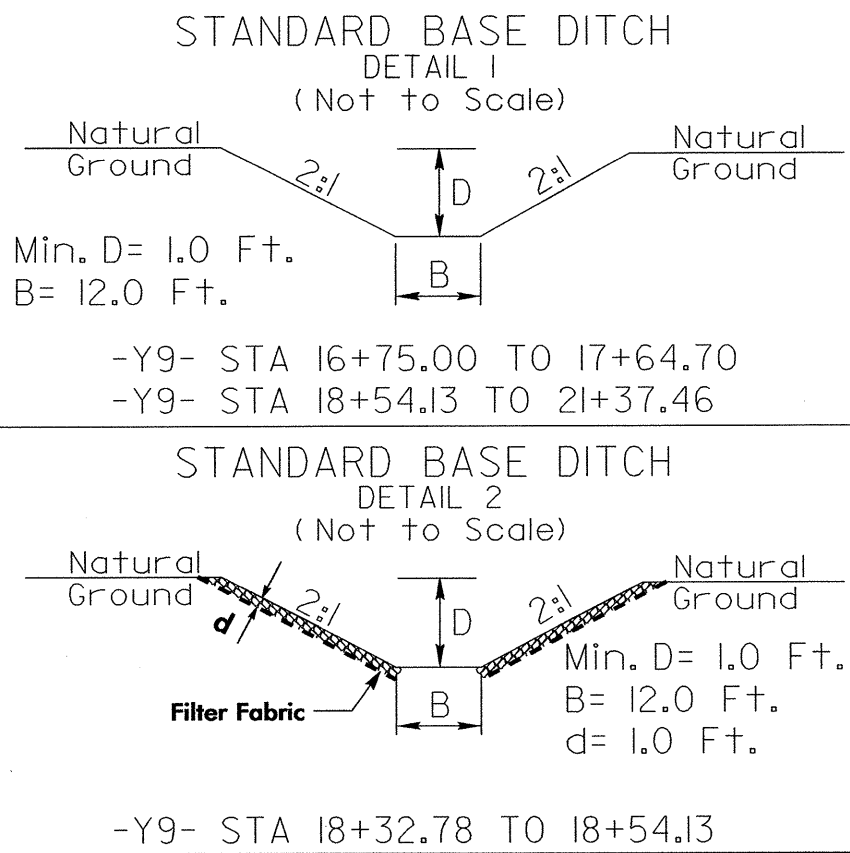 STANDARD BASE DITCH
DETAIL 1
(Not to Scale)
Natural
Ground
2:1
D
2:1
Natural
Ground
Min. D= 1.0 Ft.
B= 12.0 Ft.
B
-Y9- STA 16+75.00 TO 17+64.70
-Y9- STA 18+54.13 TO 21+37.46
STANDARD BASE DITCH
DETAIL 2
(Not to Scale)
Natural
Ground
d
2:1
D
2:1
Natural
Ground
Filter Fabric
B
Min. D= 1.0 Ft.
B= 12.0 Ft.
d= 1.0 Ft.
-Y9- STA 18+32.78 TO 18+54.13